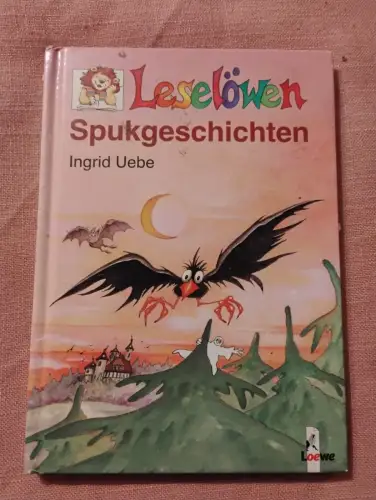 Leselöwen
Spukgeschichten
Ingrid Uebe
Loewe